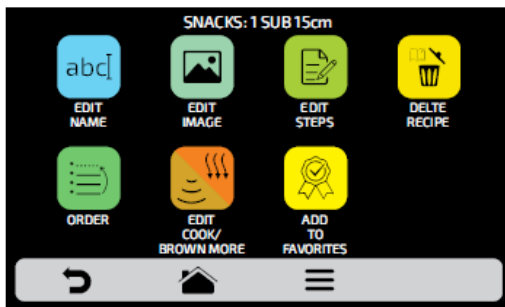 SNACKS: 1 SUB 15cm
abc
EDIT
NAME
EDIT
IMAGE
EDIT
STEPS
DELTE
RECIPE
ORDER
EDIT
COOK/
BROWN MORE
ADD
TO
FAVORITES